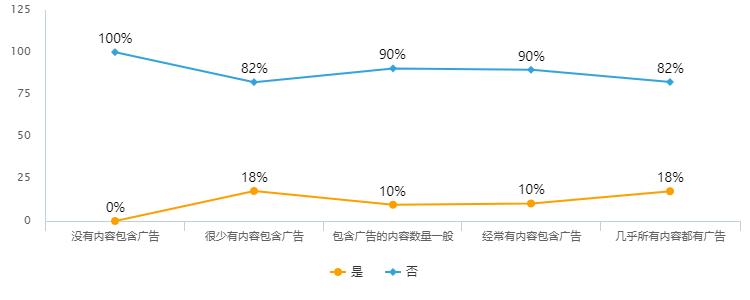 125
100
75
50
25
0
100%
82%
90%
90%
82%
0%
18%
10%
10%
18%
没有内容包含广告
很少有内容包含广告
包含广告的内容数量一般
经常有内容包含广告
几乎所有内容都有广告
是
否